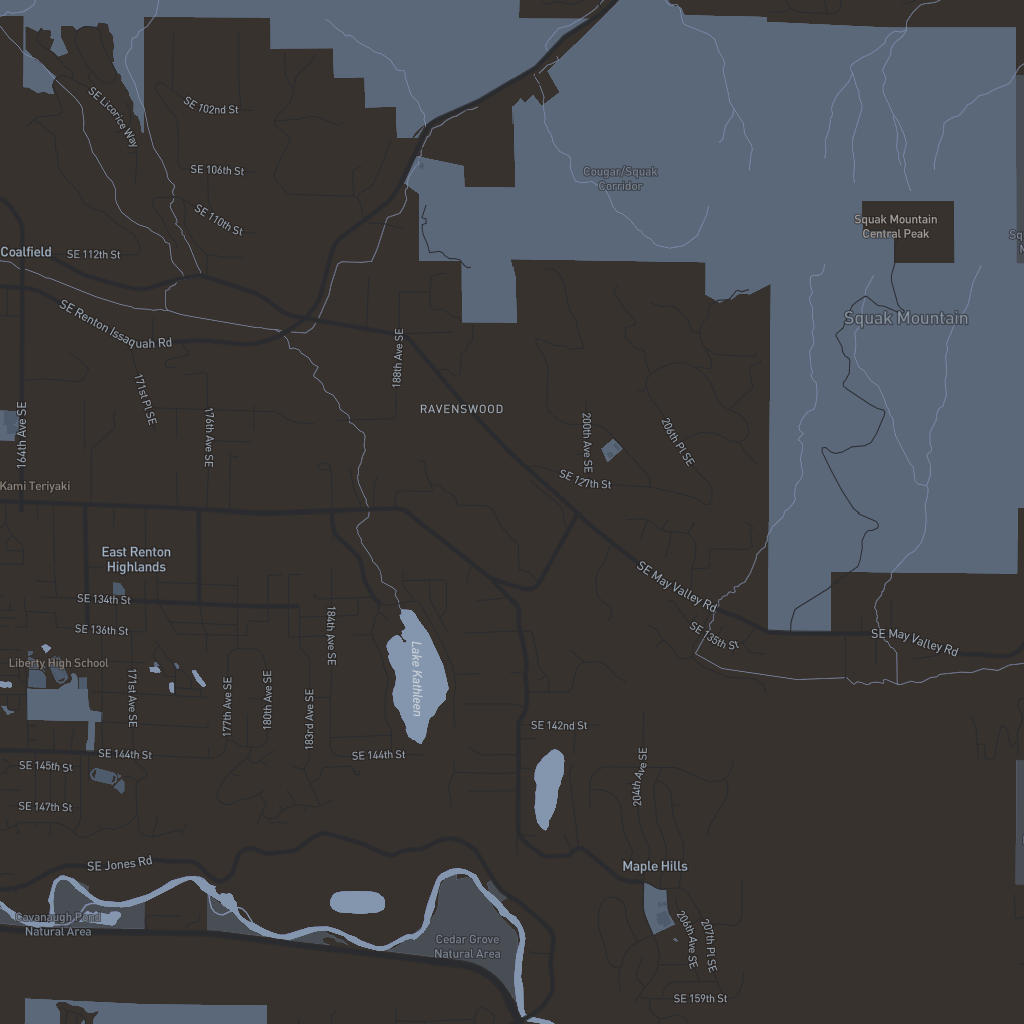 SE Licorice Way
SE 102nd St
SE 106th St
Cougar/Squak
Corridor
SE 110th St
Squak Mountain
Central Peak
Coalfield
SE 112th St
Squak Mountain
SE Renton Issaquah Rd
188th Ave SE
171st Pl SE
176th Ave SE
164th Ave SE
RAVENSWOOD
200th Ave SE
206th Pl SE
SE 127th St
Kami Teriyaki
East Renton
Highlands
SE May Valley Rd
SE 134th St
SE 136th St
184th Ave SE
SE 135th St
SE May Valley Rd
Liberty High School
Lake Kathleen
171st Ave SE
177th Ave SE
180th Ave SE
183rd Ave SE
SE 142nd St
SE 144th St
SE 144th St
SE 145th St
204th Ave SE
SE 147th St
SE Jones Rd
Maple Hills
Cavanaugh Pond
Natural Area
Cedar Grove
Natural Area
206th Ave SE
207th Pl SE
SE 159th St